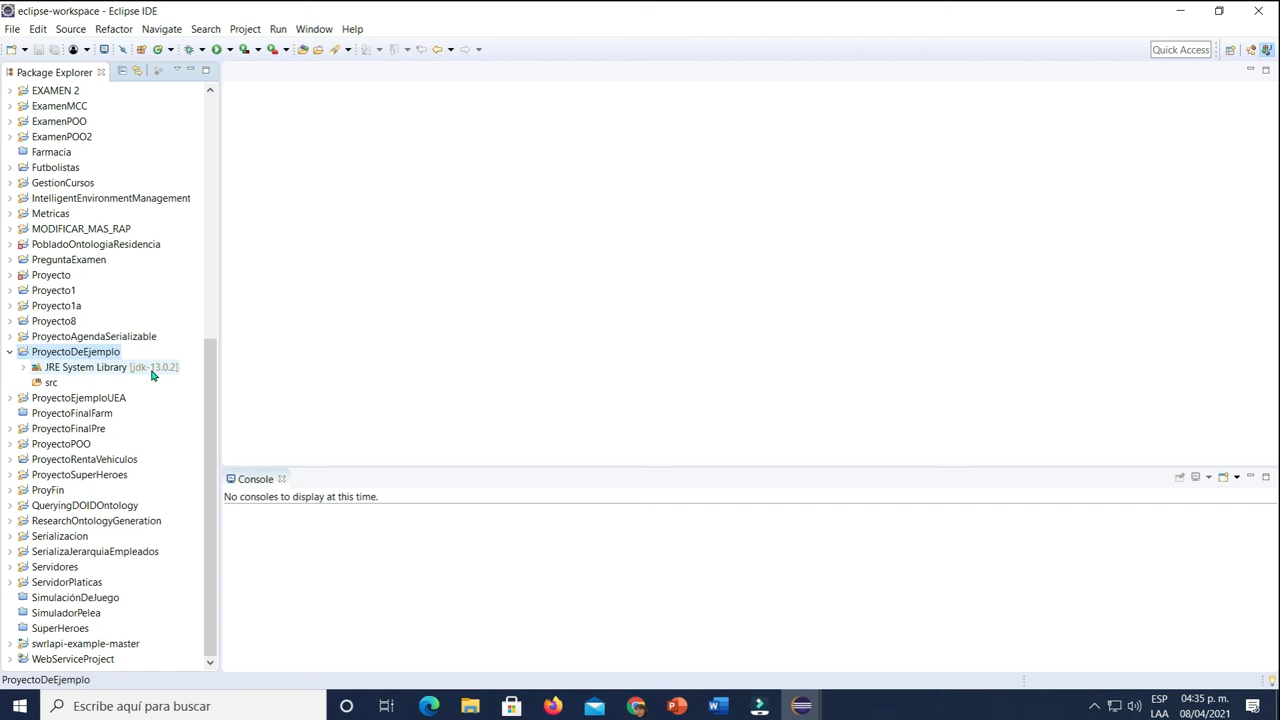 eclipse-workspace - Eclipse IDE
File Edit Source Refactor Navigate Search Project Run Window Help
Quick Access
Package Explorer
EXAMEN 2
ExamenMCC
ExamenPOO
ExamenPOO2
Farmacia
Futbolistas
GestionCursos
IntelligentEnvironmentManagement
Metricas
MODIFICAR_MAS_RAP
PobladoOntologiaResidencia
PreguntaExamen
Proyecto
Proyecto1
Proyecto1a
Proyecto8
ProyectoAgendaSerializable
ProyectoDeEjemplo
JRE System Library [jdk-13.0.2]
src
ProyectoEjemploUEA
ProyectoFinalFarm
ProyectoFinalPre
ProyectoPOO
ProyectoRentaVehiculos
ProyectoSuperHeroes
ProyFin
QueryingDOIDOntology
ResearchOntologyGeneration
Serializacion
SerializaJerarquiaEmpleados
Servidores
ServidorPlaticas
SimulaciónDeJuego
SimuladorPelea
SuperHeroes
swrlapi-example-master
WebServiceProject
Console
No consoles to display at this time.
ProyectoDeEjemplo
Escribe aquí para buscar
ESP
LAA
04:35 p. m.
08/04/2021